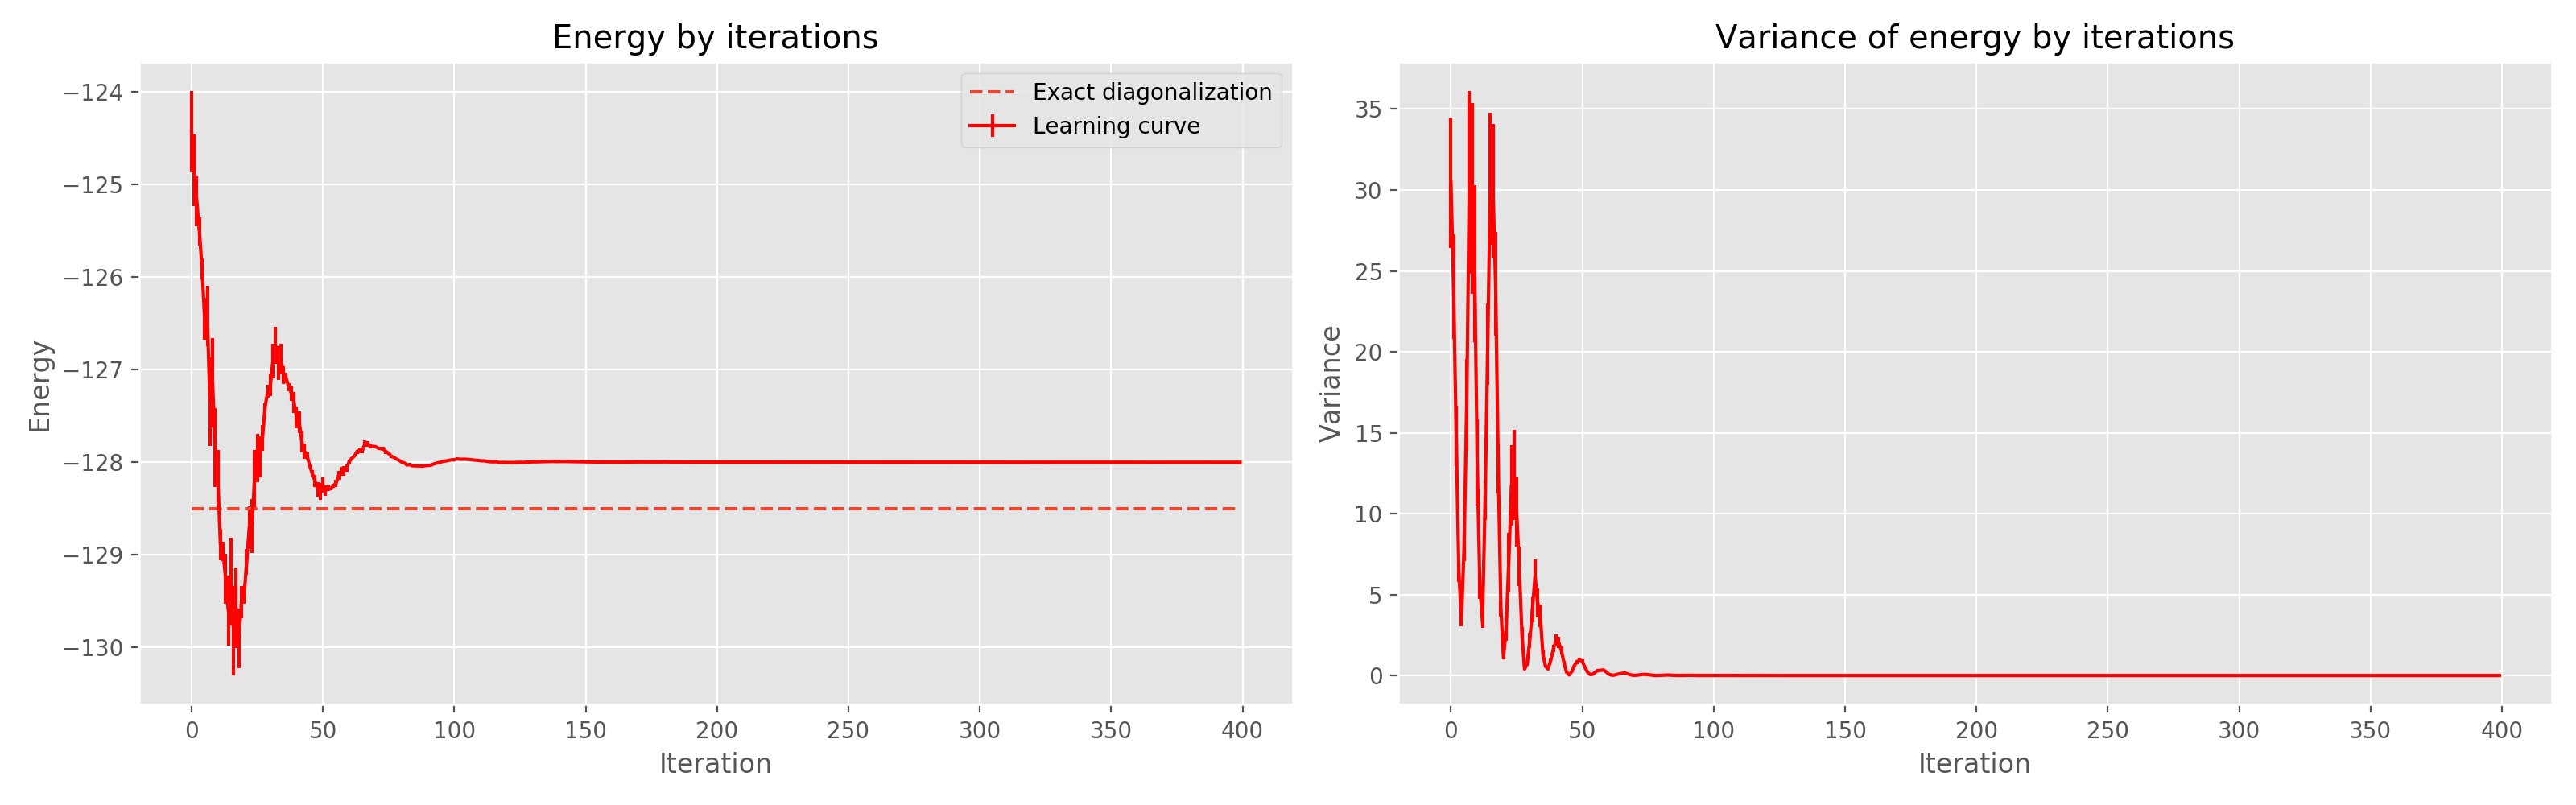 Energy by iterations
Exact diagonalization
Learning curve
−124
−125
−126
−127
−128
−129
−130
Energy
0 50 100 150 200 250 300 350 400
Iteration
Variance of energy by iterations
35
30
25
20
15
10
5
0
Variance
0 50 100 150 200 250 300 350 400
Iteration